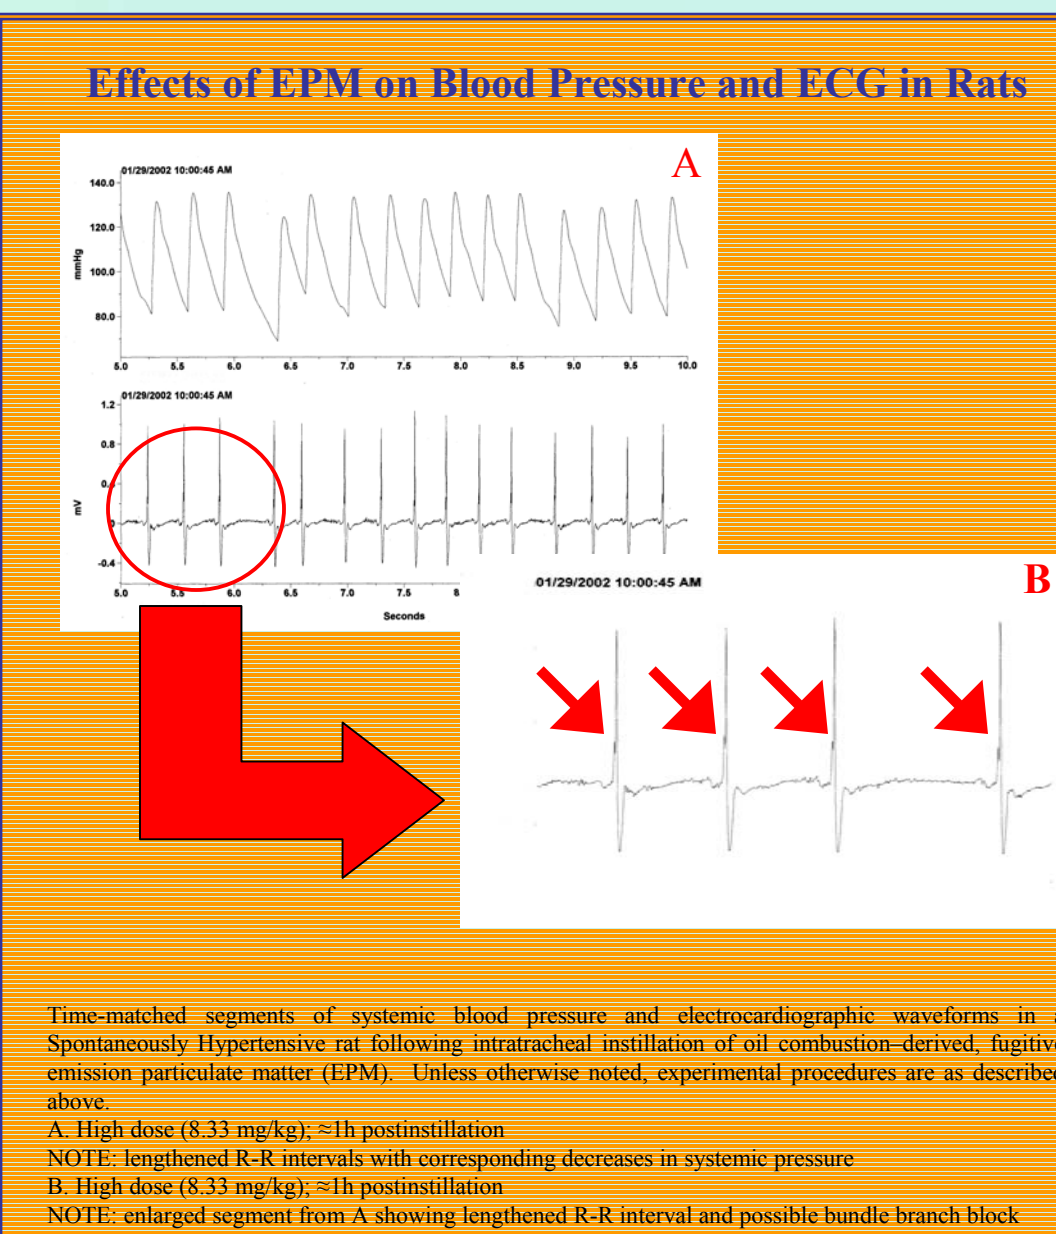 Effects of EPM on Blood Pressure and ECG in Rats
A
01/29/2002 10:00:45 AM
140.0
120.0
100.0
80.0
mmHg
5.0 5.5 6.0 6.5 7.0 7.5 8.0 8.5 9.0 9.5 10.0
01/29/2002 10:00:45 AM
1.2
0.8
0
-0.4
mV
5.0 5.5 6.0 6.5 7.0 7.5 8
Seconds
B
01/29/2002 10:00:45 AM
Time-matched segments of systemic blood pressure and electrocardiographic waveforms in a
Spontaneously Hypertensive rat following intratracheal instillation of oil combustion–derived, fugitive
emission particulate matter (EPM). Unless otherwise noted, experimental procedures are as described
above.
A. High dose (8.33 mg/kg); ≈1h postinstillation
NOTE: lengthened R-R intervals with corresponding decreases in systemic pressure
B. High dose (8.33 mg/kg); ≈1h postinstillation
NOTE: enlarged segment from A showing lengthened R-R interval and possible bundle branch block